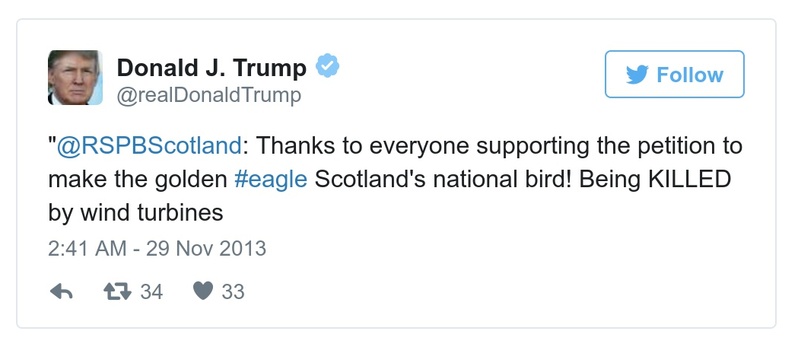 Donald J. Trump
Follow
@realDonaldTrump
"@RSPBScotland: Thanks to everyone supporting the petition to
make the golden #eagle Scotland's national bird! Being KILLED
by wind turbines
2:41 AM - 29 Nov 2013
34 33